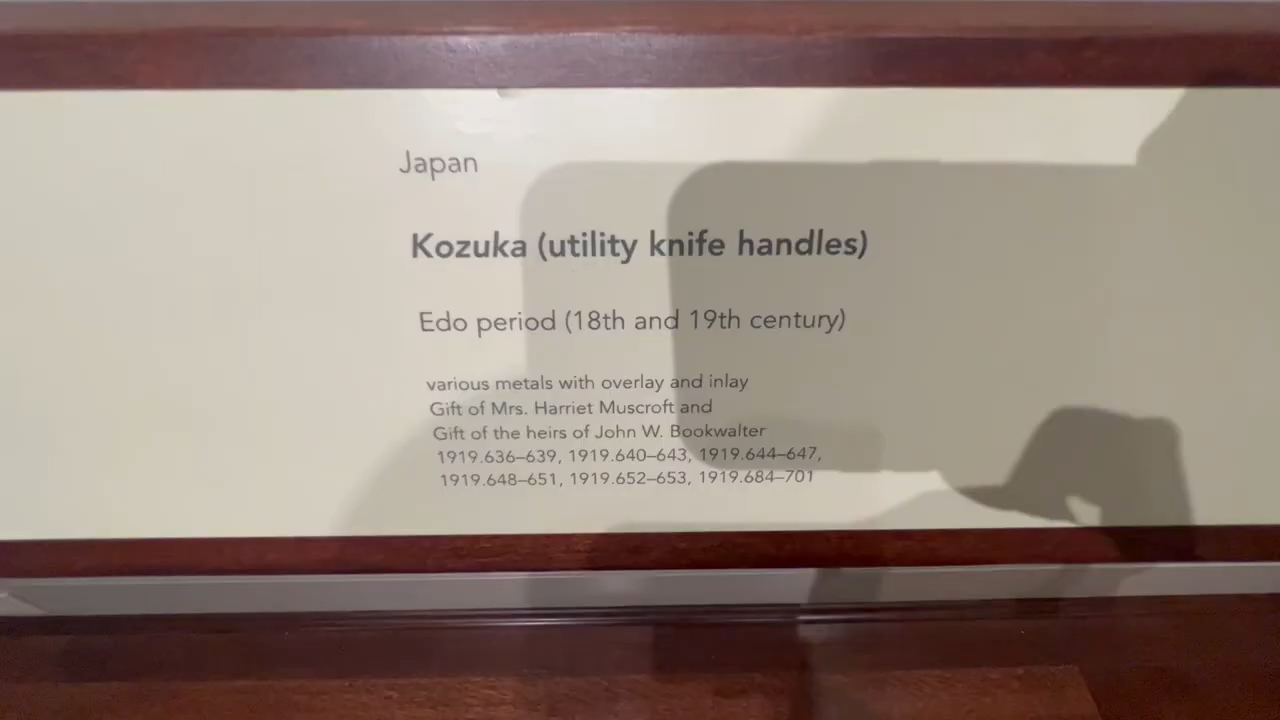 Japan
Kozuka (utility knife handles)
Edo period (18th and 19th century)
various metals with overlay and inlay
Gift of Mrs. Harriet Muscroft and
Gift of the heirs of John W. Bookwalter
1919.636–639, 1919.640–643, 1919.644–647,
1919.648–651, 1919.652–653, 1919.684–701